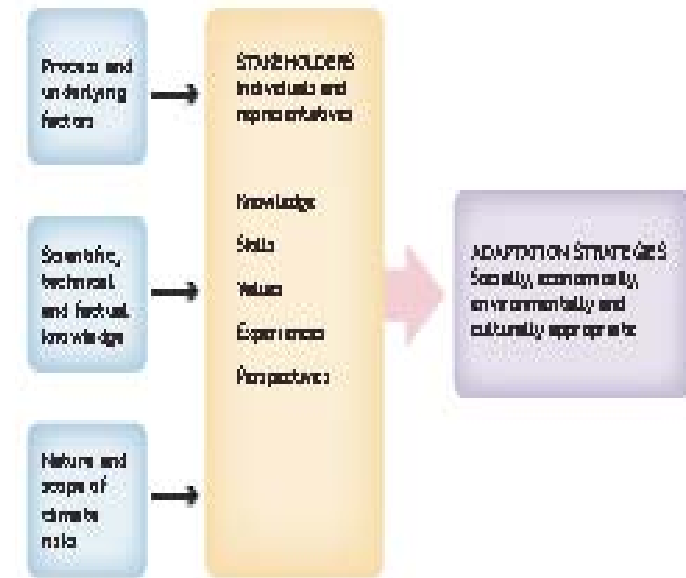 Process and
underlying
factors
Scientific,
technical
and factual
knowledge
Nature and
scope of
climate
risks
STAKEHOLDERS
Individuals and
representatives
Knowledge
Skills
Values
Experiences
Perspectives
ADAPTATION STRATEGIES
Socially, economically,
environmentally and
culturally appropriate